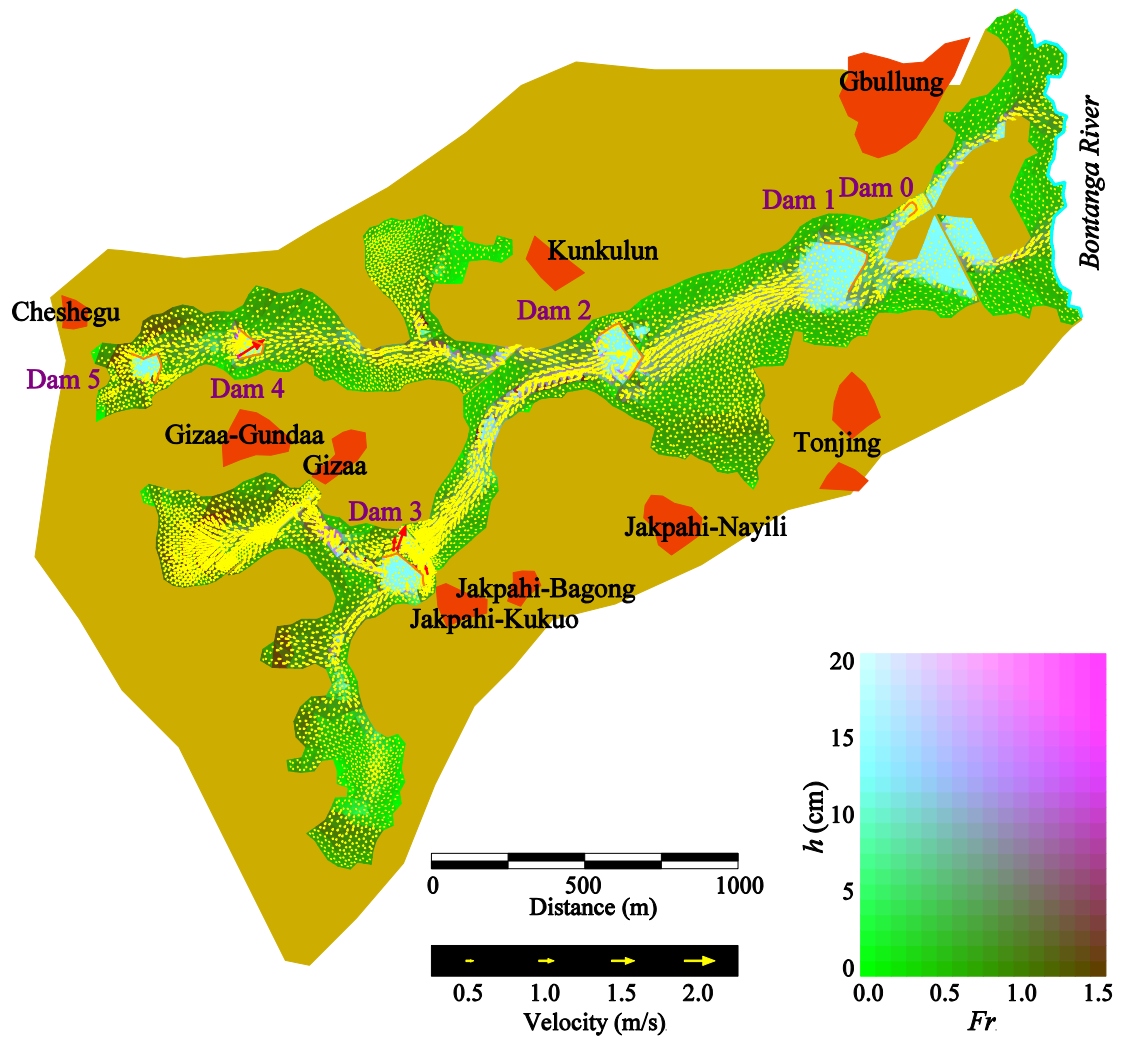 Gbullung
Bontanga River
Dam 1
Dam 0
Kunkulun
Dam 2
Cheshegu
Dam 5
Dam 4
Gizaa-Gundaa
Gizaa
Tonjing
Dam 3
Jakpahi-Nayili
Jakpahi-Bagong
Jakpahi-Kukuo
0 500 1000
Distance (m)
0.5 1.0 1.5 2.0
Velocity (m/s)
20
15
10
5
0
h (cm)
0.0 0.5 1.0 1.5
Fr